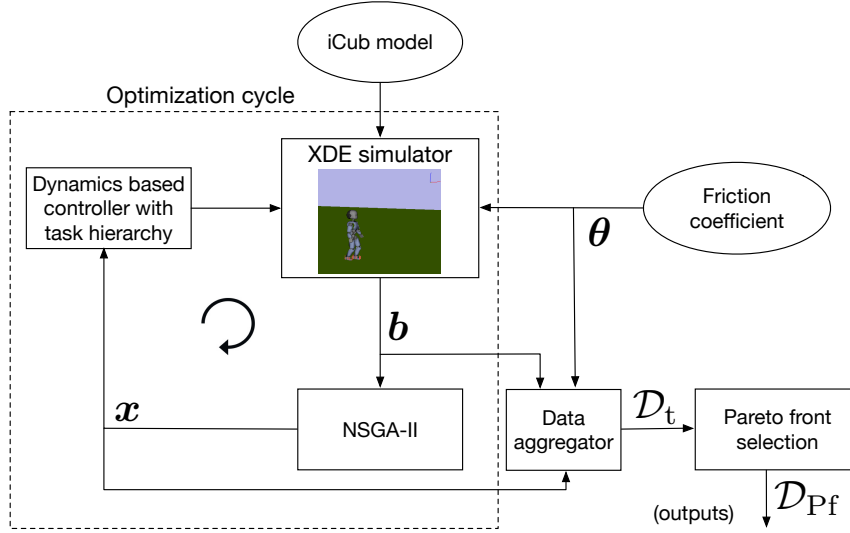 iCub model
Optimization cycle
XDE simulator
Dynamics based
controller with
task hierarchy
Friction
coefficient
θ
b
x
NSGA-II
Data
aggregator
𝒟t
Pareto front
selection
𝒟Pf
(outputs)